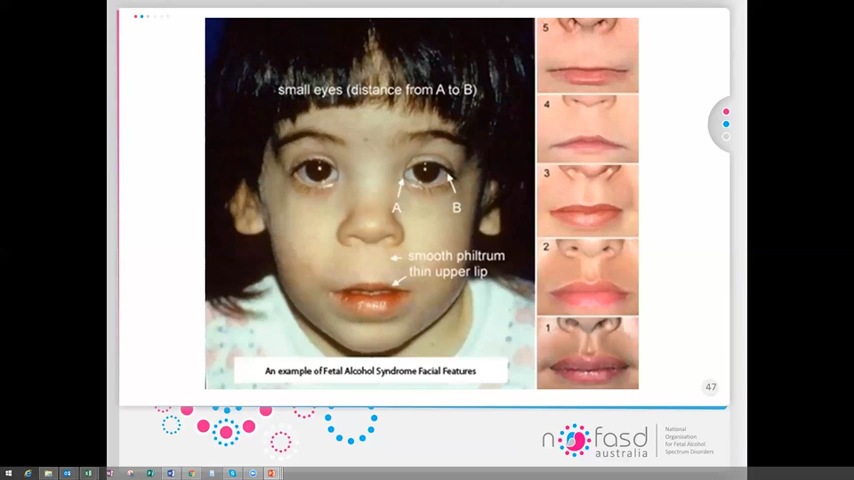 small eyes (distance from A to B)
A
B
smooth philtrum
thin upper lip
An example of Fetal Alcohol Syndrome Facial Features
5
4
3
2
1
47
nofasd
australia
National
Organisation
for Fetal Alcohol
Spectrum Disorders